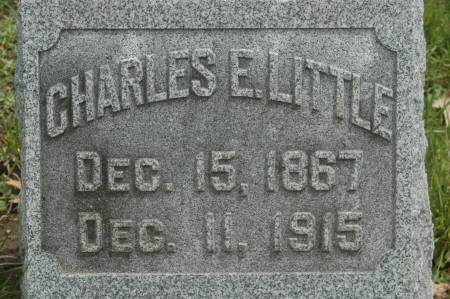 CHARLES E. LITTLE
DEC. 15, 1867
DEC. 11, 1915